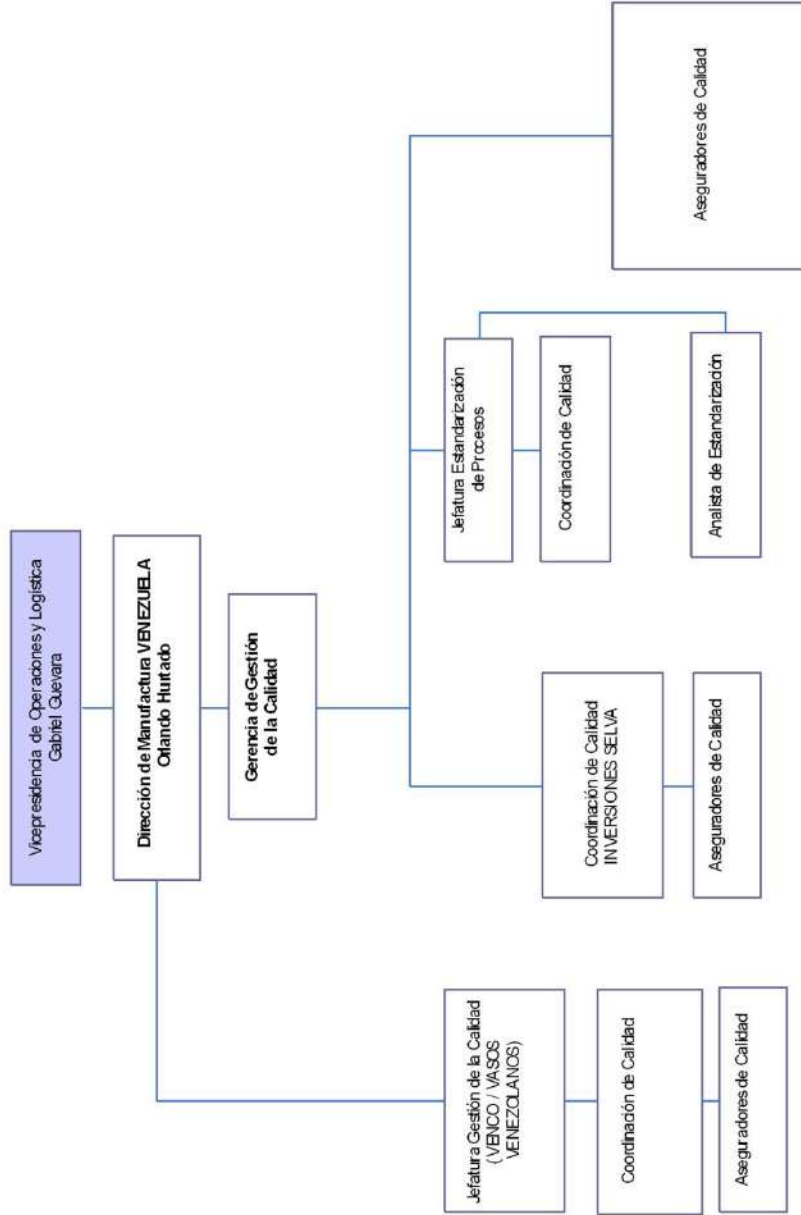 Vicepresidencia de Operaciones y Logística
Gabriel Guevara
Dirección de Manufactura VENEZUELA
Orlando Hurtado
Gerencia de Gestión
de la Calidad
Jefatura Gestión de la Calidad
( VENCO / VASOS
VENEZOLANOS)
Coordinación de Calidad
Aseguradores de Calidad
Coordinación de Calidad
INVERSIONES SELVA
Aseguradores de Calidad
Jefatura Estandarización
de Procesos
Coordinación de Calidad
Analista de Estandarización
Aseguradores de Calidad